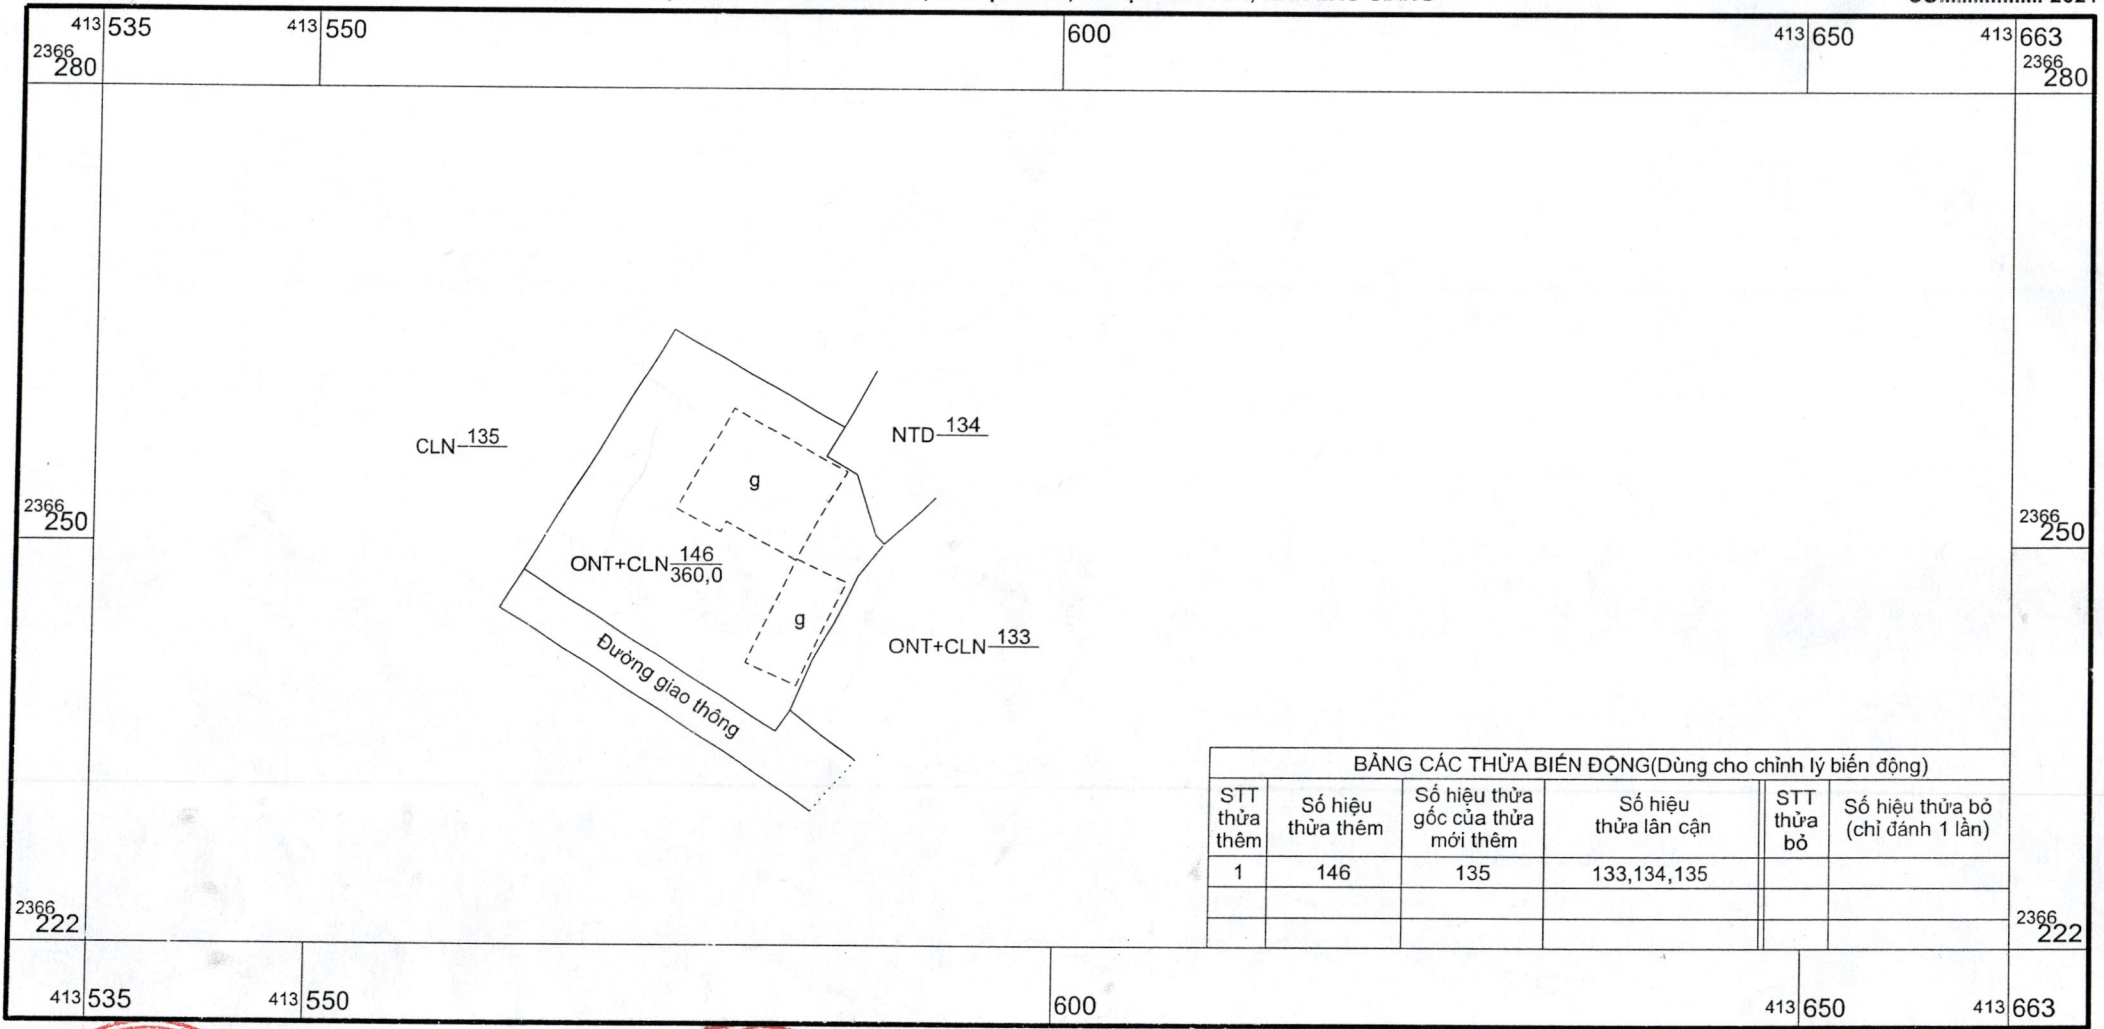 413 535 413 550 600 413 650 413 663
2366 280 2366 280
NTD 134
CLN 135
g
2366 250 2366 250
ONT+CLN 146
360,0
g
ONT+CLN 133
Đường giao thông
BẢNG CÁC THỬA BIẾN ĐỘNG(Dùng cho chỉnh lý biến động)
STT thửa thêm
Số hiệu thửa thêm
Số hiệu thửa gốc của thửa mới thêm
Số hiệu thửa lân cận
STT thửa bỏ
Số hiệu thửa bỏ (chỉ đánh 1 lần)
1 146 135 133,134,135
2366 222 2366 222
413 535 413 550 600 413 650 413 663